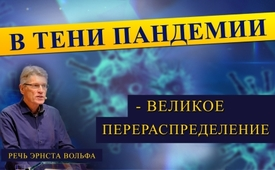 В ТЕНИ ПАНДЕМИИ
- ВЕЛИКОЕ
ПЕРЕРАСПРЕДЕЛЕНИЕ
РЕЧЬ ЭРНСТА ВОЛЬФА